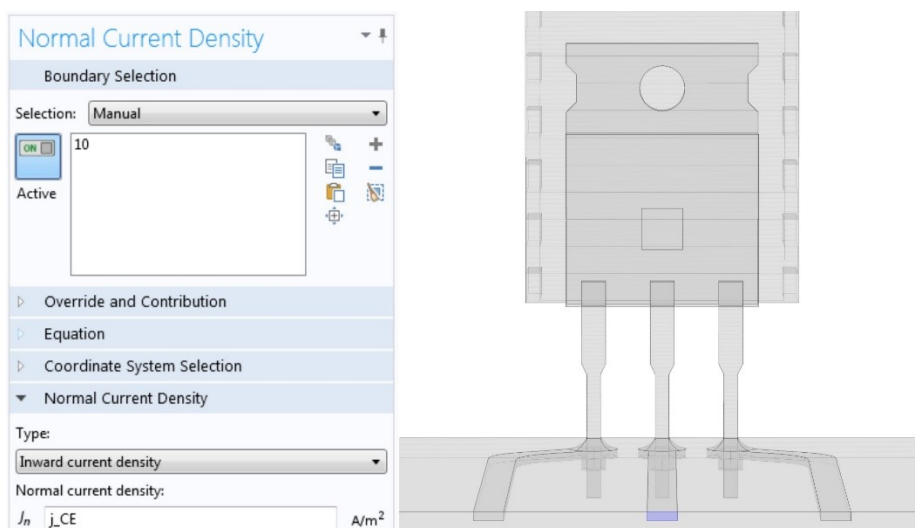 Normal Current Density
Boundary Selection
Selection: Manual
ON
10
Active
Override and Contribution
Equation
Coordinate System Selection
Normal Current Density
Type:
Inward current density
Normal current density:
Jn j_CE A/m²